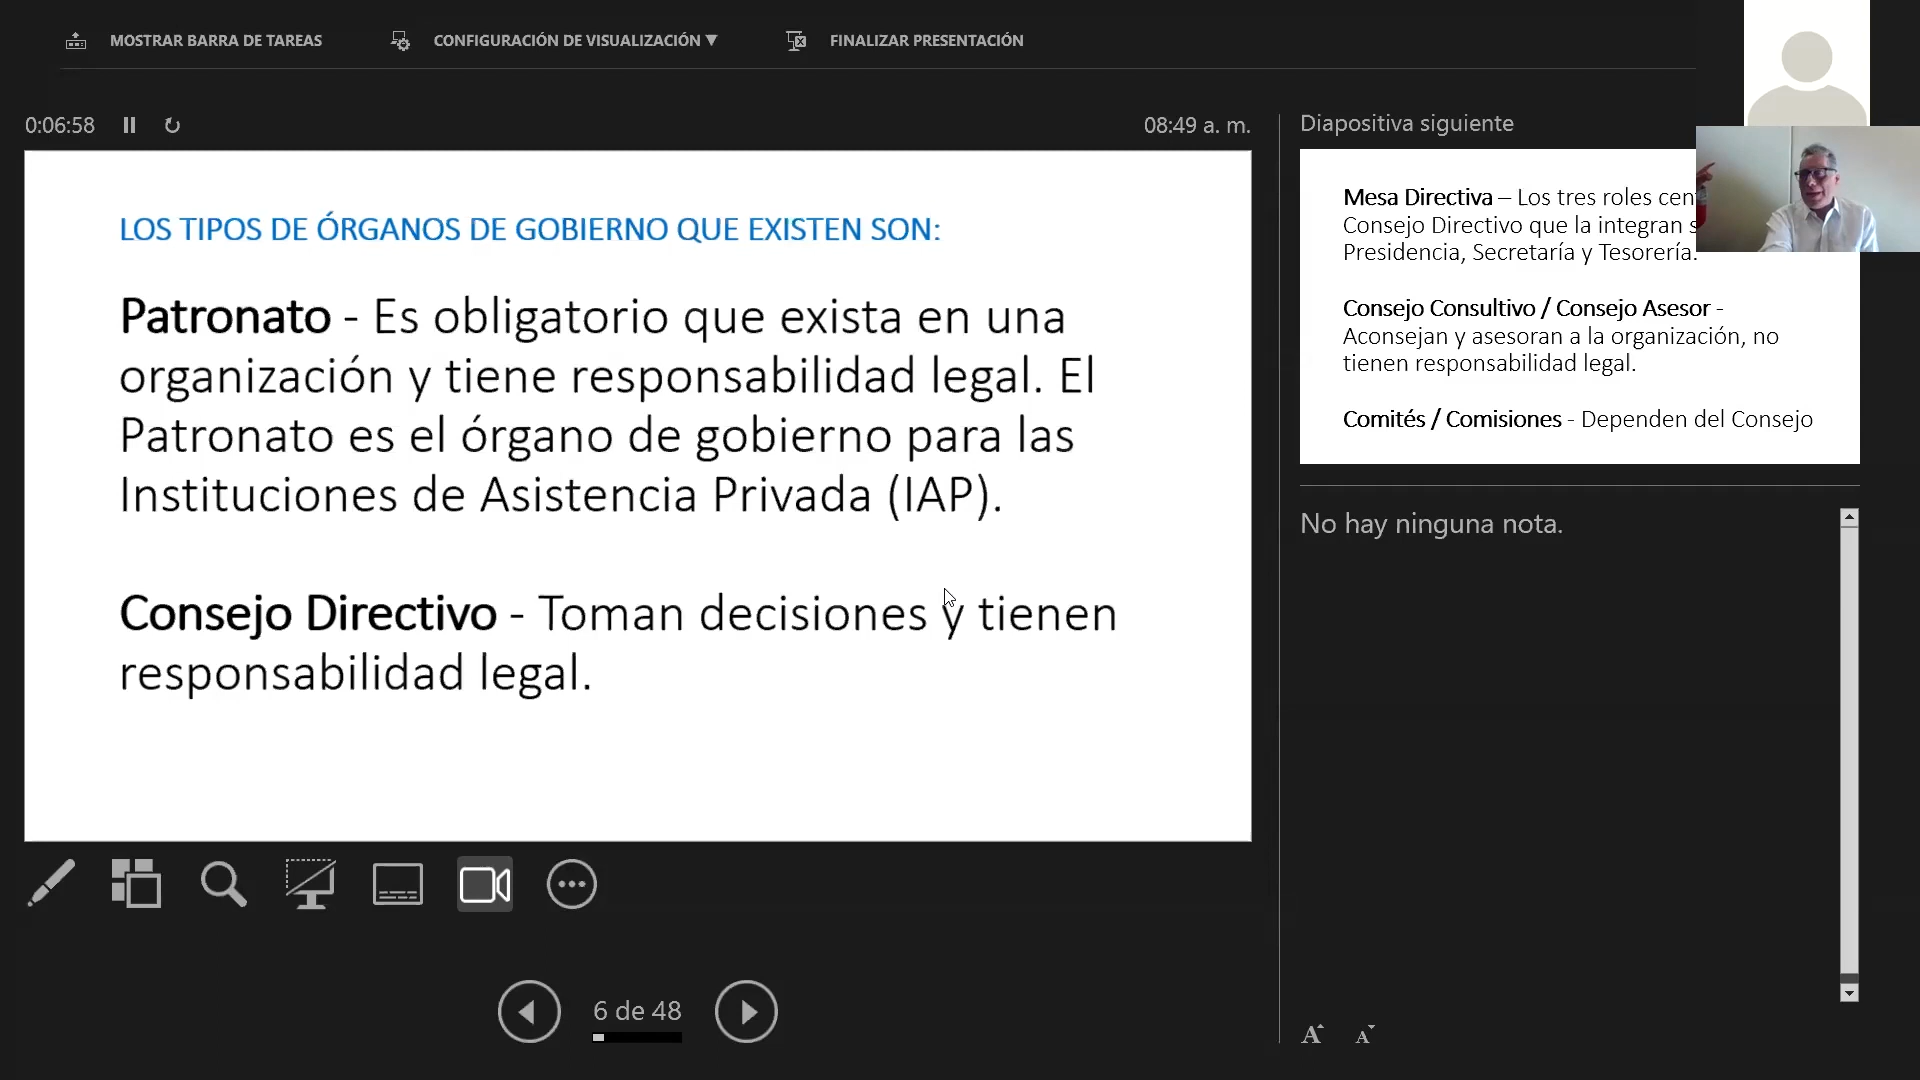 MOSTRAR BARRA DE TAREAS
CONFIGURACIÓN DE VISUALIZACIÓN ▼
FINALIZAR PRESENTACIÓN
0:06:58
08:49 a. m.
LOS TIPOS DE ÓRGANOS DE GOBIERNO QUE EXISTEN SON:
Patronato - Es obligatorio que exista en una
organización y tiene responsabilidad legal. El
Patronato es el órgano de gobierno para las
Instituciones de Asistencia Privada (IAP).
Consejo Directivo - Toman decisiones y tienen
responsabilidad legal.
6 de 48
Diapositiva siguiente
Mesa Directiva – Los tres roles
Consejo Directivo que la integran
Presidencia, Secretaría y Tesorería.
Consejo Consultivo / Consejo Asesor -
Aconsejan y asesoran a la organización, no
tienen responsabilidad legal.
Comités / Comisiones - Dependen del Consejo
No hay ninguna nota.
A A